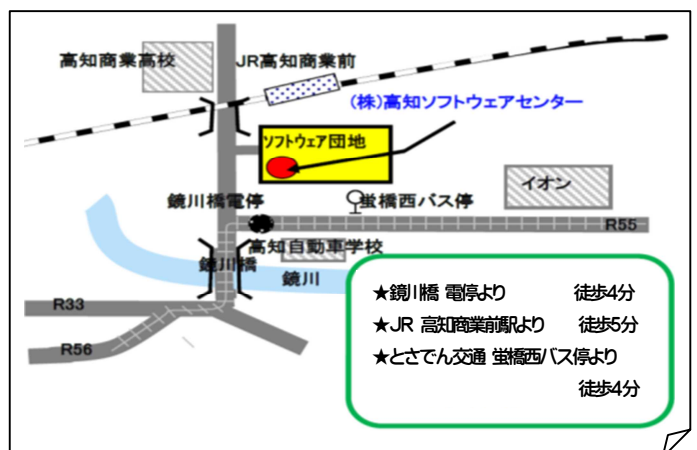 高知商業高校
JR高知商業前
(株)高知ソフトウェアセンター
ソフトウェア団地
イオン
鏡川橋電停
蛍橋西バス停
R55
高知自動車学校
鏡川橋
鏡川
R33
R56
★鏡川橋 電停より 徒歩4分
★JR 高知商業前駅より 徒歩5分
★とさでん交通 蛍橋西バス停より
徒歩4分